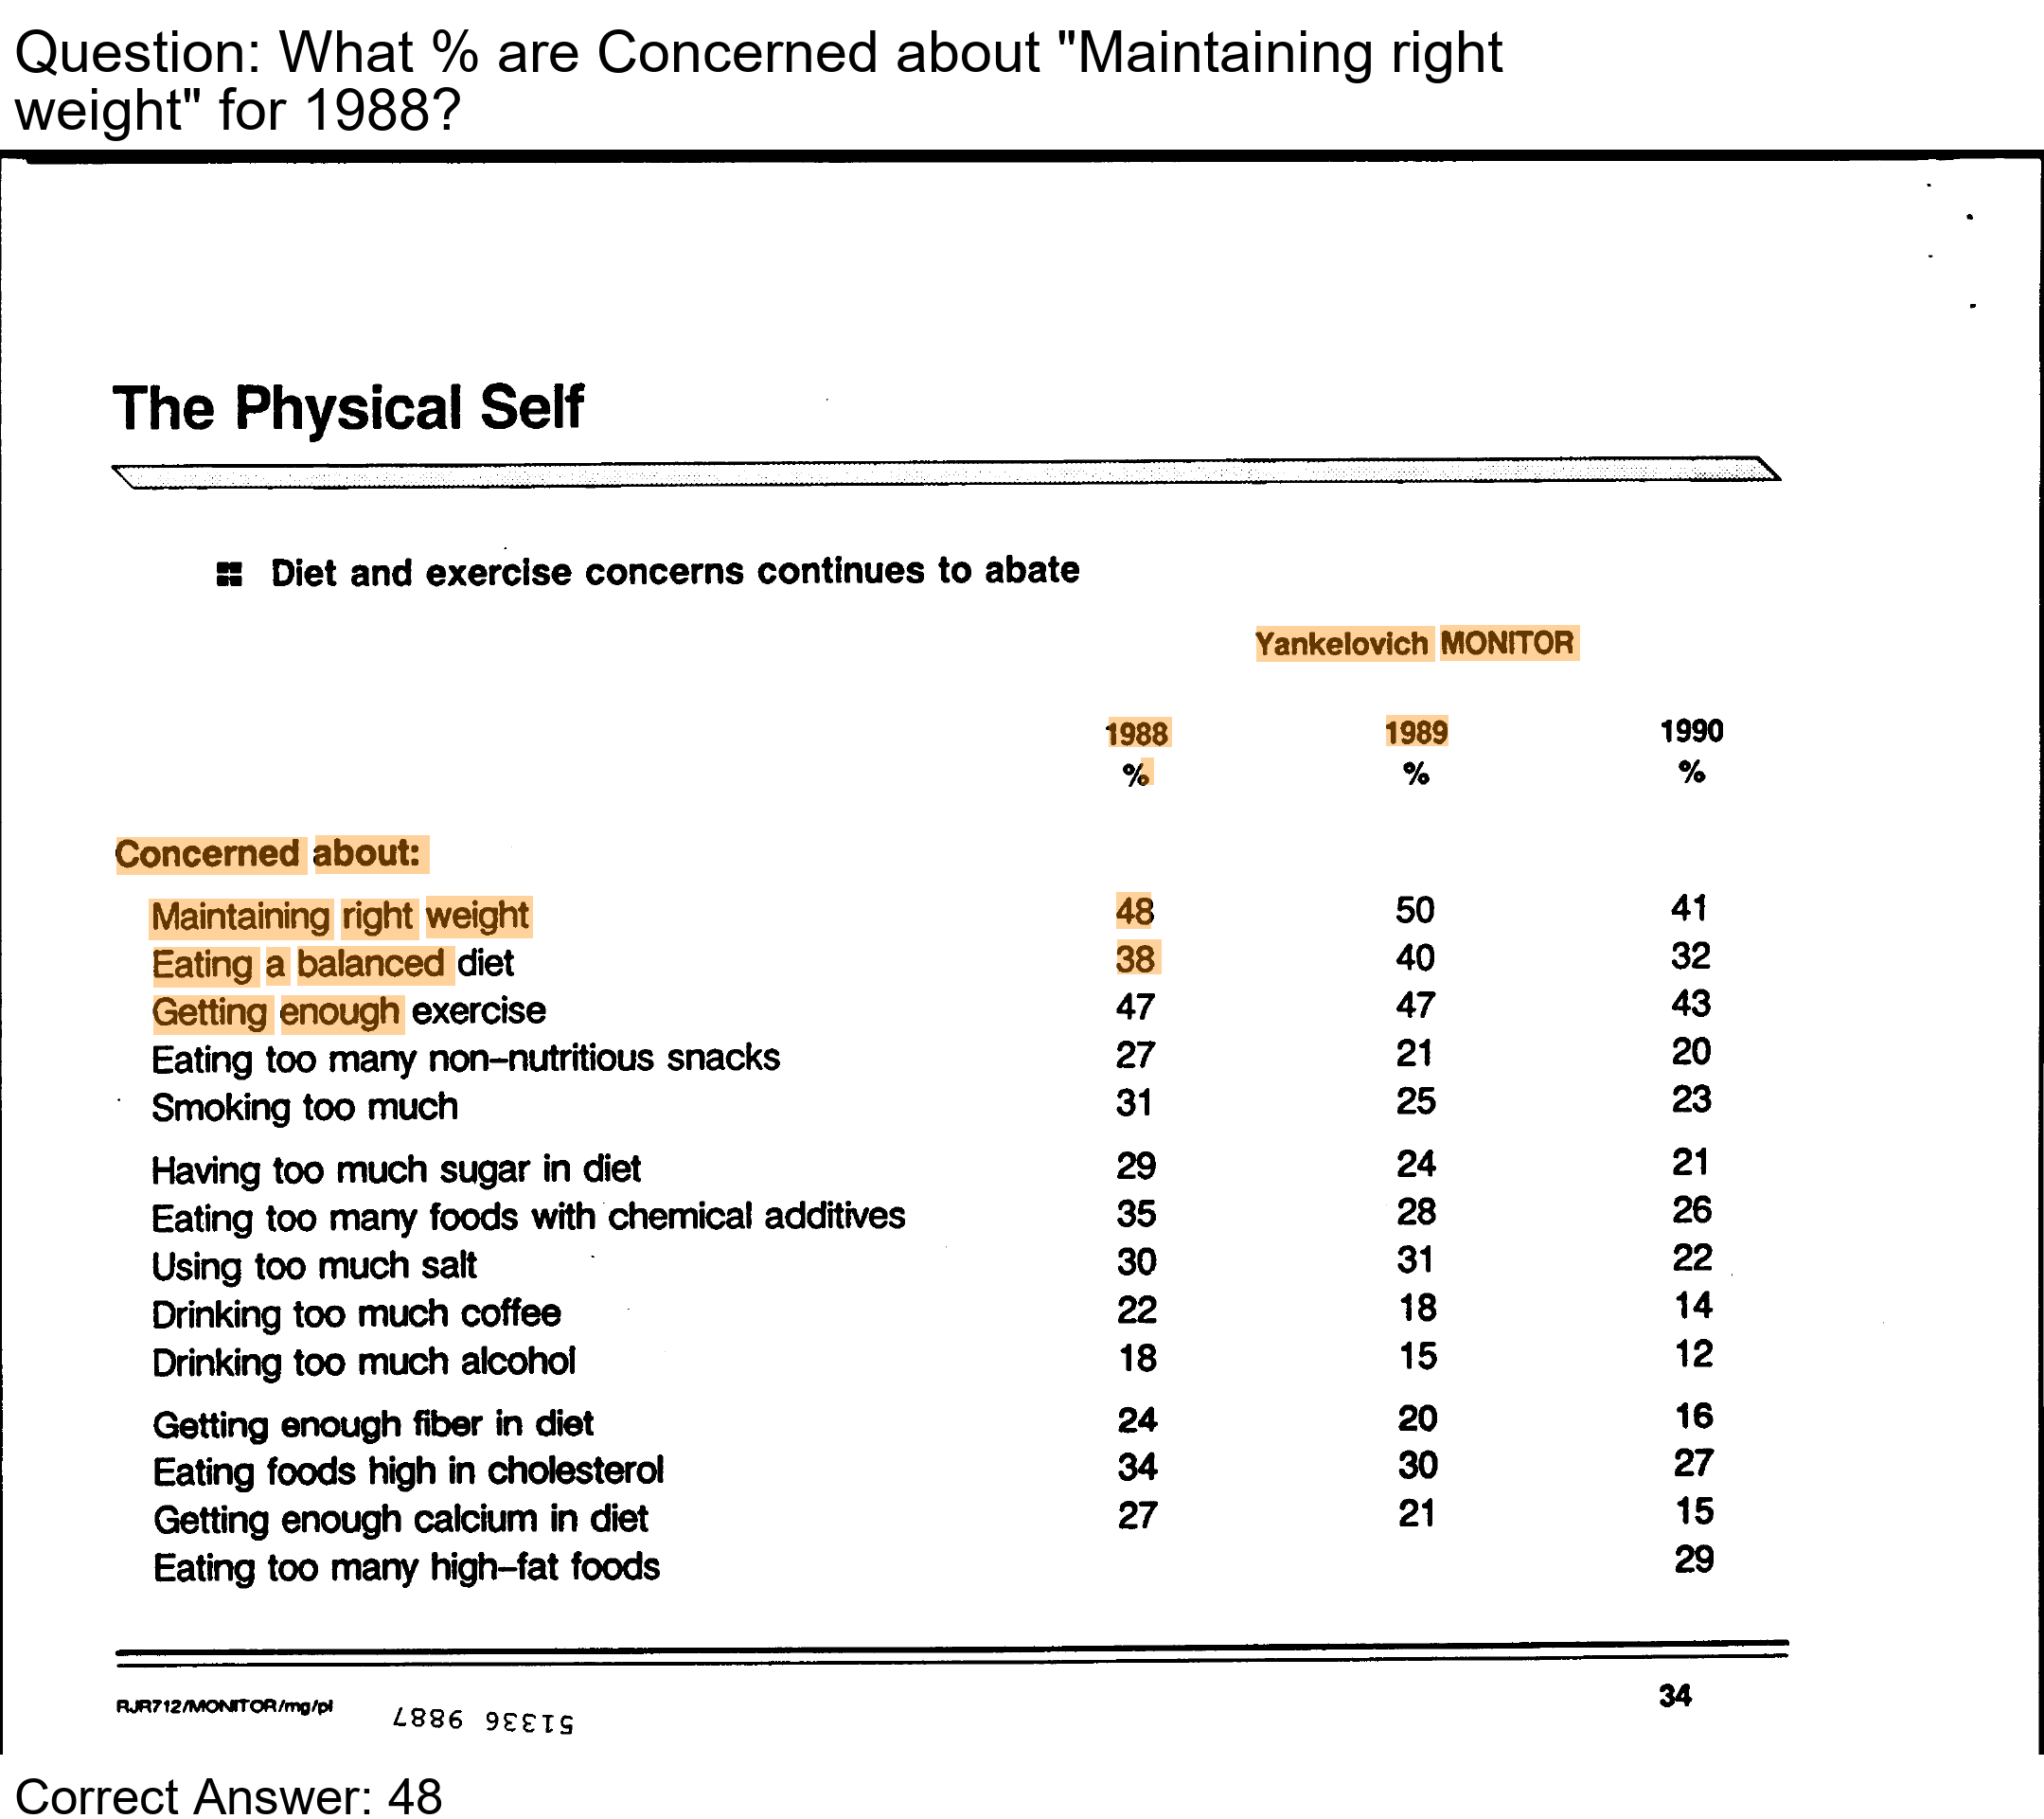 Question: What % are Concerned about "Maintaining right
weight" for 1988?
The Physical Self
Diet and exercise concerns continues to abate
Yankelovich MONITOR
1988 1989 1990
% % %
Concerned about:
Maintaining right weight 48 50 41
Eating a balanced diet 38 40 32
Getting enough exercise 47 47 43
Eating too many non-nutritious snacks 27 21 20
Smoking too much 31 25 23
Having too much sugar in diet 29 24 21
Eating too many foods with chemical additives 35 28 26
Using too much salt 30 31 22
Drinking too much coffee 22 18 14
Drinking too much alcohol 18 15 12
Getting enough fiber in diet 24 20 16
Eating foods high in cholesterol 34 30 27
Getting enough calcium in diet 27 21 15
Eating too many high-fat foods 29
RJR712/MONITOR/mg/pl 51336 9887 34
Correct Answer: 48